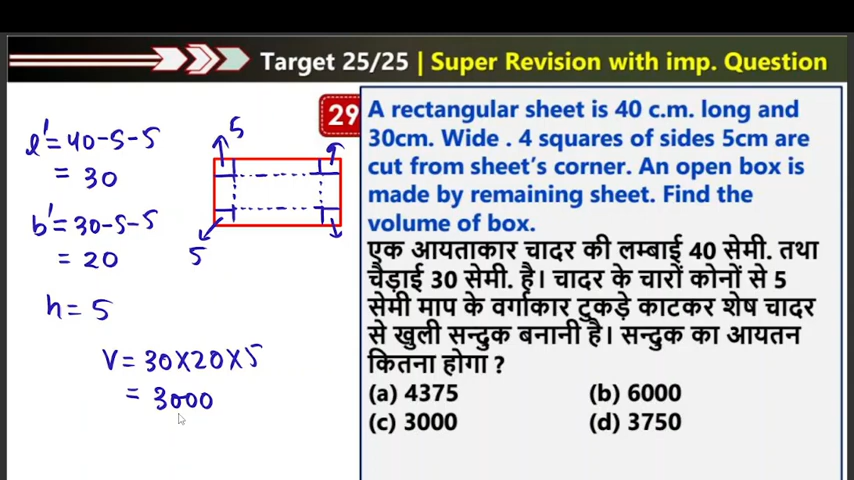 Target 25/25 | Super Revision with imp. Question
29
A rectangular sheet is 40 c.m. long and
30cm. Wide . 4 squares of sides 5cm are
cut from sheet's corner. An open box is
made by remaining sheet. Find the
volume of box.
एक आयताकार चादर की लम्बाई 40 सेमी. तथा
चैड़ाई 30 सेमी. है। चादर के चारों कोनों से 5
सेमी माप के वर्गाकार टुकड़े काटकर शेष चादर
से खुली सन्दुक बनानी है। सन्दुक का आयतन
कितना होगा ?
(a) 4375 (b) 6000
(c) 3000 (d) 3750
l' = 40-5-5
= 30
b' = 30-5-5
= 20
h = 5
V = 30X20X5
= 3000
5
5